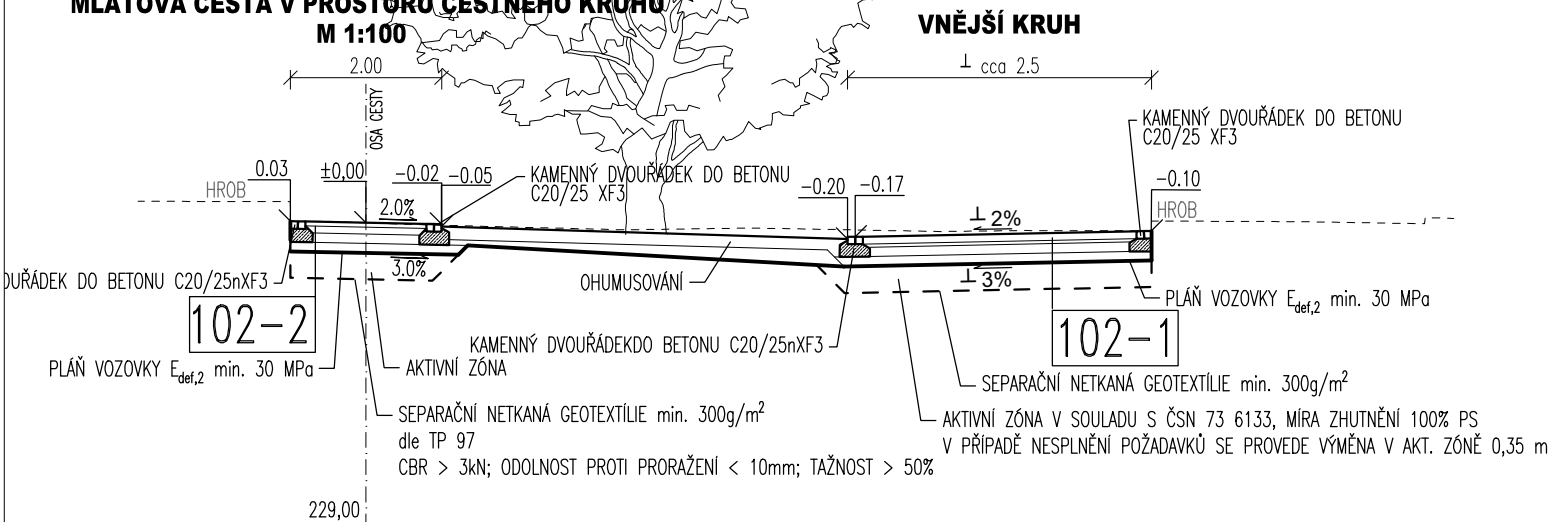 MLATOVÁ CESTA V PROSTORU ČESTNÉHO KRUHU
M 1:100
VNĚJŠÍ KRUH
2.00
⊥ cca 2.5
OSA CESTY
KAMENNÝ DVOUŘÁDEK DO BETONU
C20/25 XF3
HROB
0.03
±0,00
-0.02
-0.05
KAMENNÝ DVOUŘÁDEK DO BETONU
C20/25 XF3
-0.20
-0.17
-0.10
HROB
2.0%
⊥ 2%
3.0%
⊥ 3%
OUŘÁDEK DO BETONU C20/25nXF3
OHUMUSOVÁNÍ
PLÁŇ VOZOVKY Edef,2 min. 30 MPa
102-2
102-1
KAMENNÝ DVOUŘÁDEKDO BETONU C20/25nXF3
PLÁŇ VOZOVKY Edef,2 min. 30 MPa
AKTIVNÍ ZÓNA
SEPARAČNÍ NETKANÁ GEOTEXTÍLIE min. 300g/m²
SEPARAČNÍ NETKANÁ GEOTEXTÍLIE min. 300g/m²
dle TP 97
CBR > 3kN; ODOLNOST PROTI PRORAŽENÍ < 10mm; TAŽNOST > 50%
AKTIVNÍ ZÓNA V SOULADU S ČSN 73 6133, MÍRA ZHUTNĚNÍ 100% PS
V PŘÍPADĚ NESPLNĚNÍ POŽADAVKŮ SE PROVEDE VÝMĚNA V AKT. ZÓNĚ 0,35 m
229,00